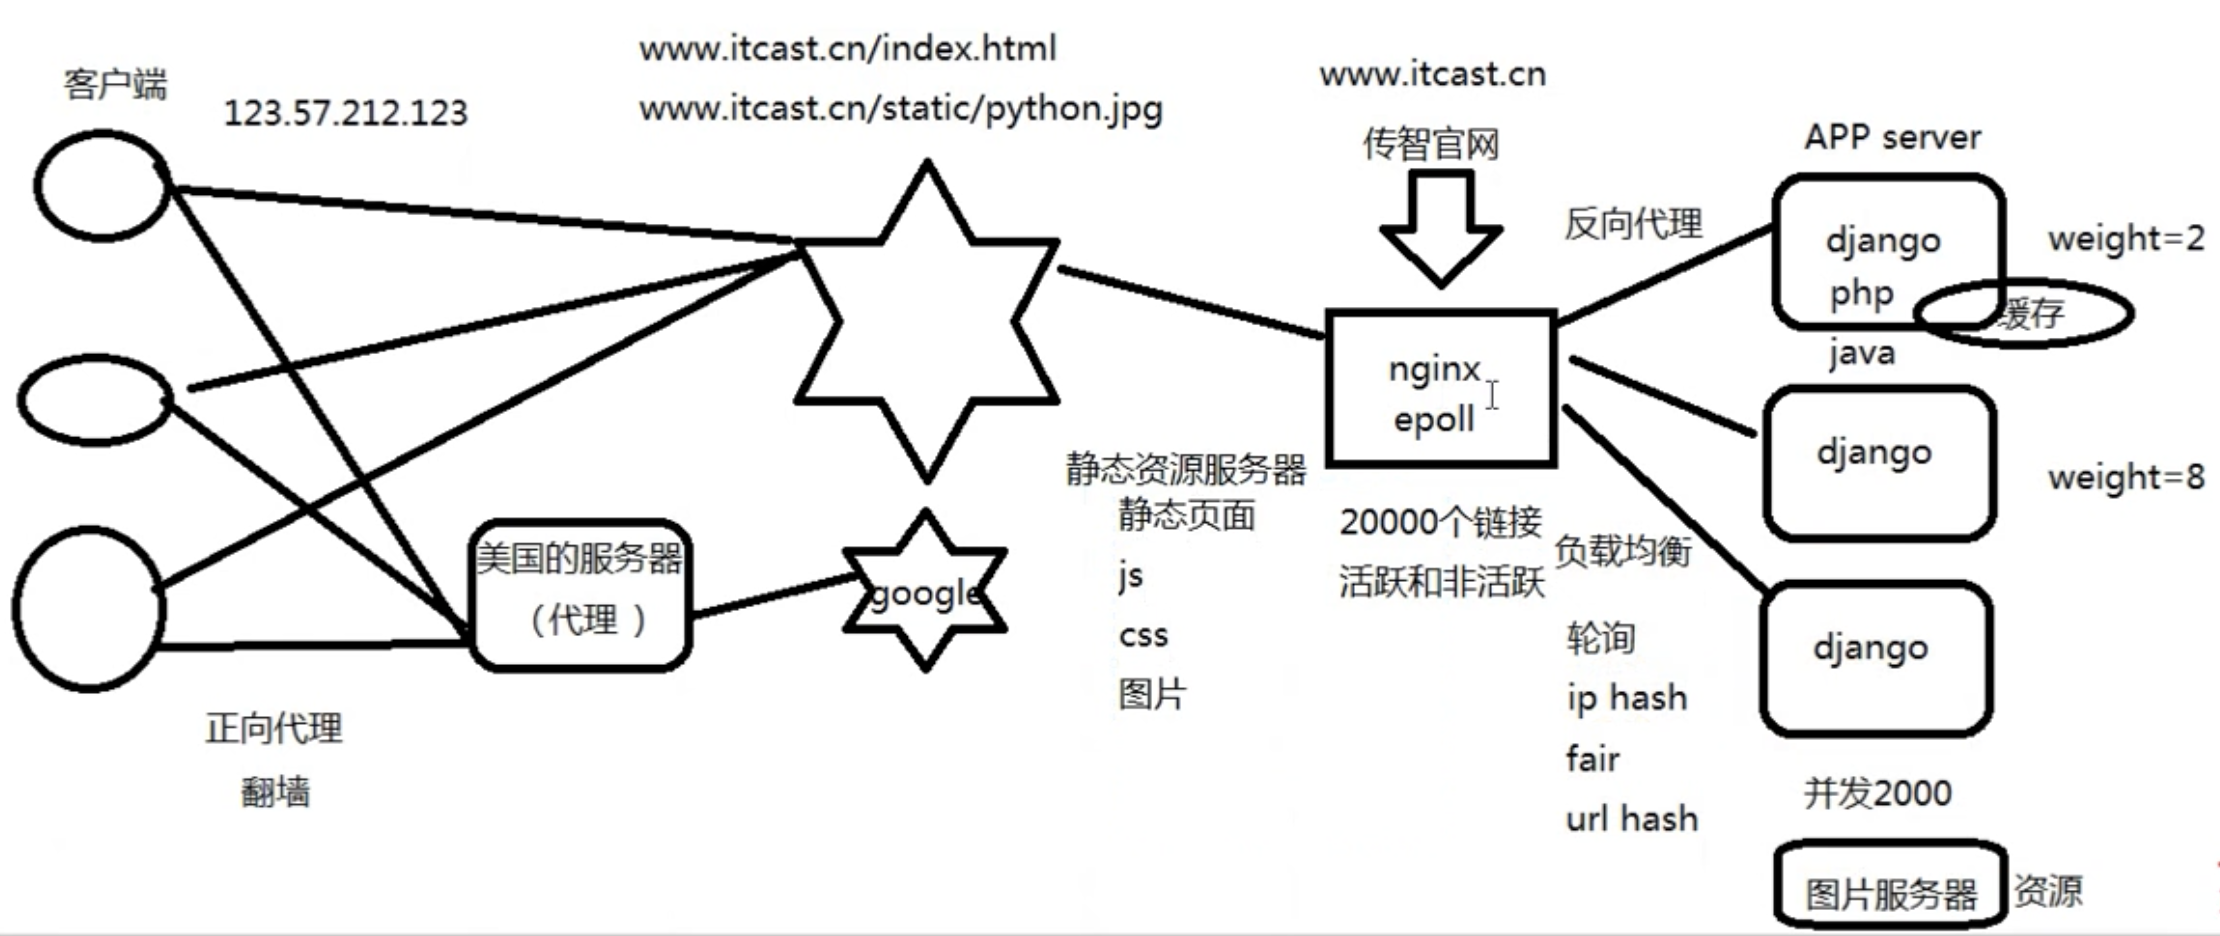 客户端
123.57.212.123
www.itcast.cn/index.html
www.itcast.cn/static/python.jpg
www.itcast.cn
传智官网
反向代理
APP server
django
php
java
缓存
weight=2
nginx
epoll
django
weight=8
静态资源服务器
静态页面
js
css
图片
20000个链接
活跃和非活跃
负载均衡
轮询
ip hash
fair
url hash
django
并发2000
图片服务器
资源
美国的服务器
（代理 ）
google
正向代理
翻墙